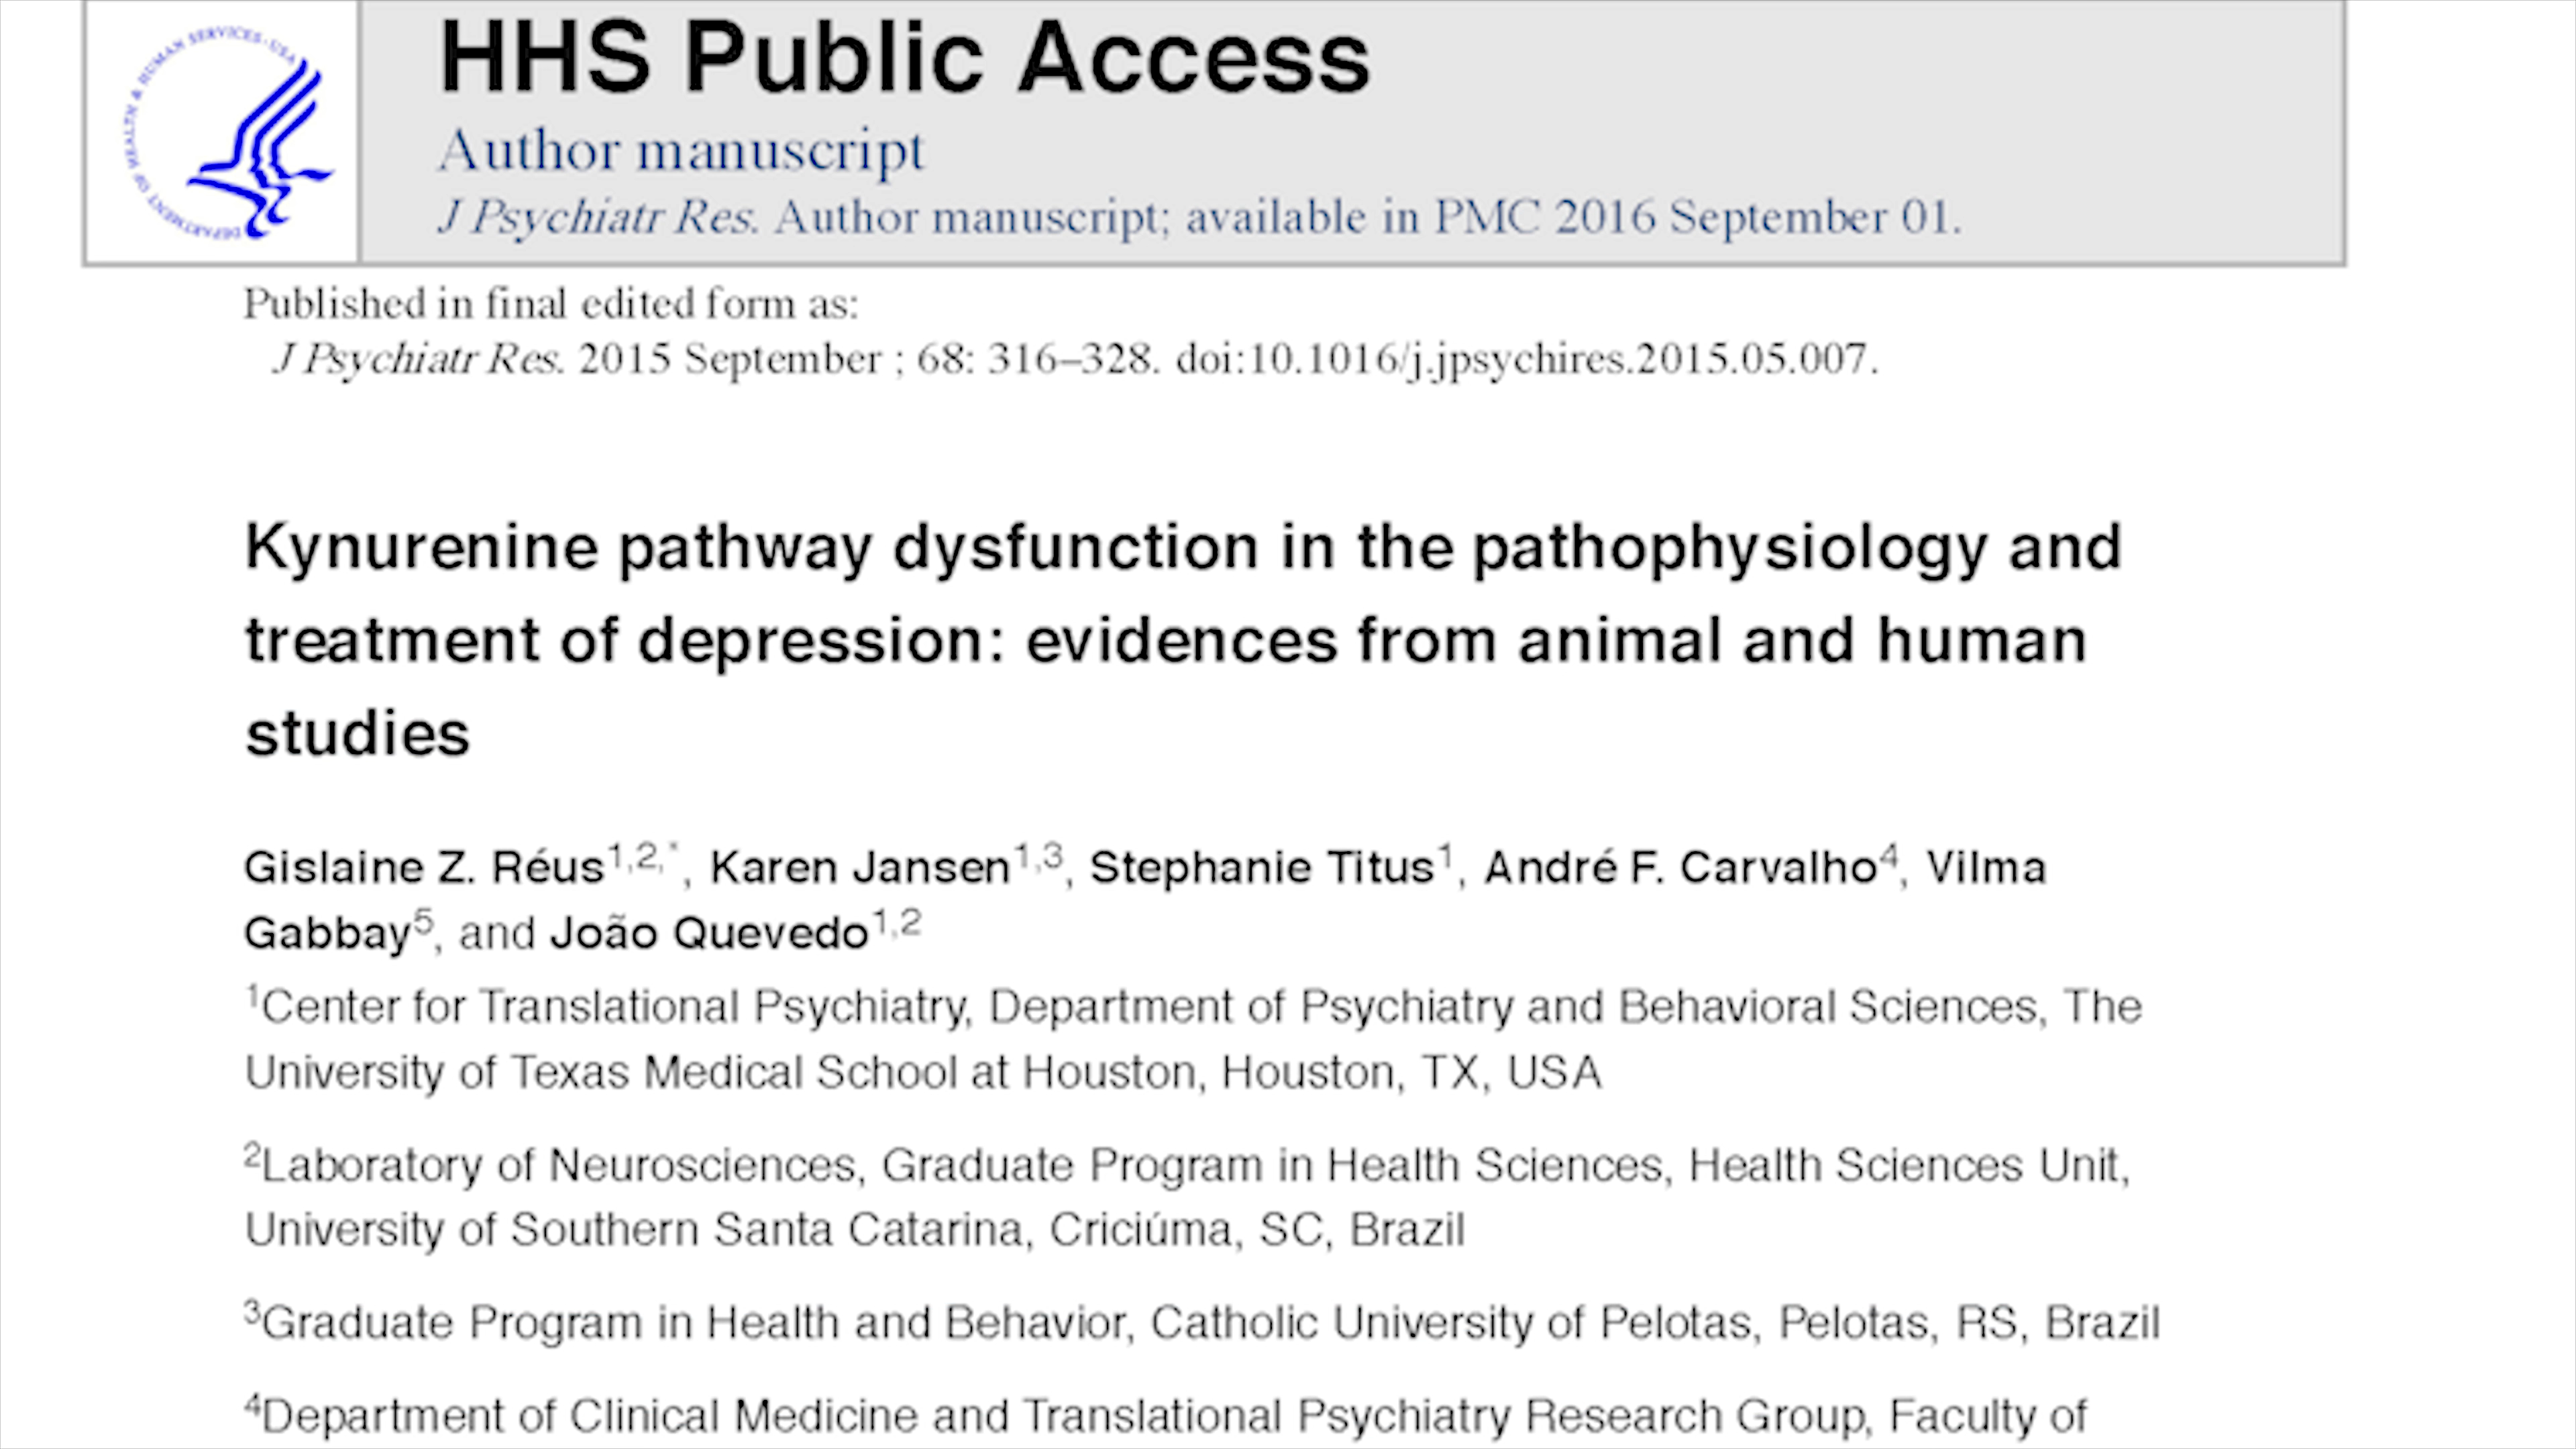 DEPARTMENT OF HEALTH & HUMAN SERVICES·USA
HHS Public Access
Author manuscript
J Psychiatr Res. Author manuscript; available in PMC 2016 September 01.
Published in final edited form as:
J Psychiatr Res. 2015 September ; 68: 316–328. doi:10.1016/j.jpsychires.2015.05.007.
Kynurenine pathway dysfunction in the pathophysiology and
treatment of depression: evidences from animal and human
studies
Gislaine Z. Réus1,2,*, Karen Jansen1,3, Stephanie Titus1, André F. Carvalho4, Vilma
Gabbay5, and João Quevedo1,2
1Center for Translational Psychiatry, Department of Psychiatry and Behavioral Sciences, The
University of Texas Medical School at Houston, Houston, TX, USA
2Laboratory of Neurosciences, Graduate Program in Health Sciences, Health Sciences Unit,
University of Southern Santa Catarina, Criciúma, SC, Brazil
3Graduate Program in Health and Behavior, Catholic University of Pelotas, Pelotas, RS, Brazil
4Department of Clinical Medicine and Translational Psychiatry Research Group, Faculty of